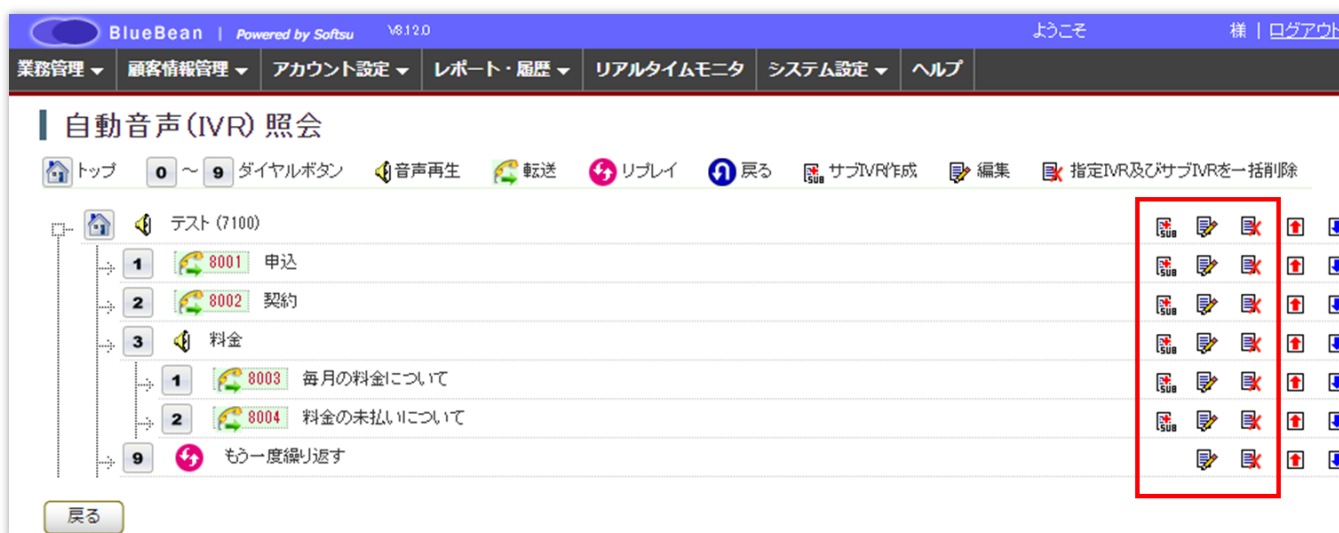 BlueBean | Powered by Softsu V8.12.0 ようこそ 様 | ログアウト
業務管理 顧客情報管理 アカウント設定 レポート・履歴 リアルタイムモニタ システム設定 ヘルプ
自動音声(IVR) 照会
トップ 0 ～ 9 ダイヤルボタン 音声再生 転送 リプレイ 戻る SUB サブIVR作成 編集 指定IVR及びサブIVRを一括削除
テスト (7100) SUB
1 8001 申込 SUB
2 8002 契約 SUB
3 料金 SUB
1 8003 毎月の料金について SUB
2 8004 料金の未払いについて SUB
9 もう一度繰り返す
戻る